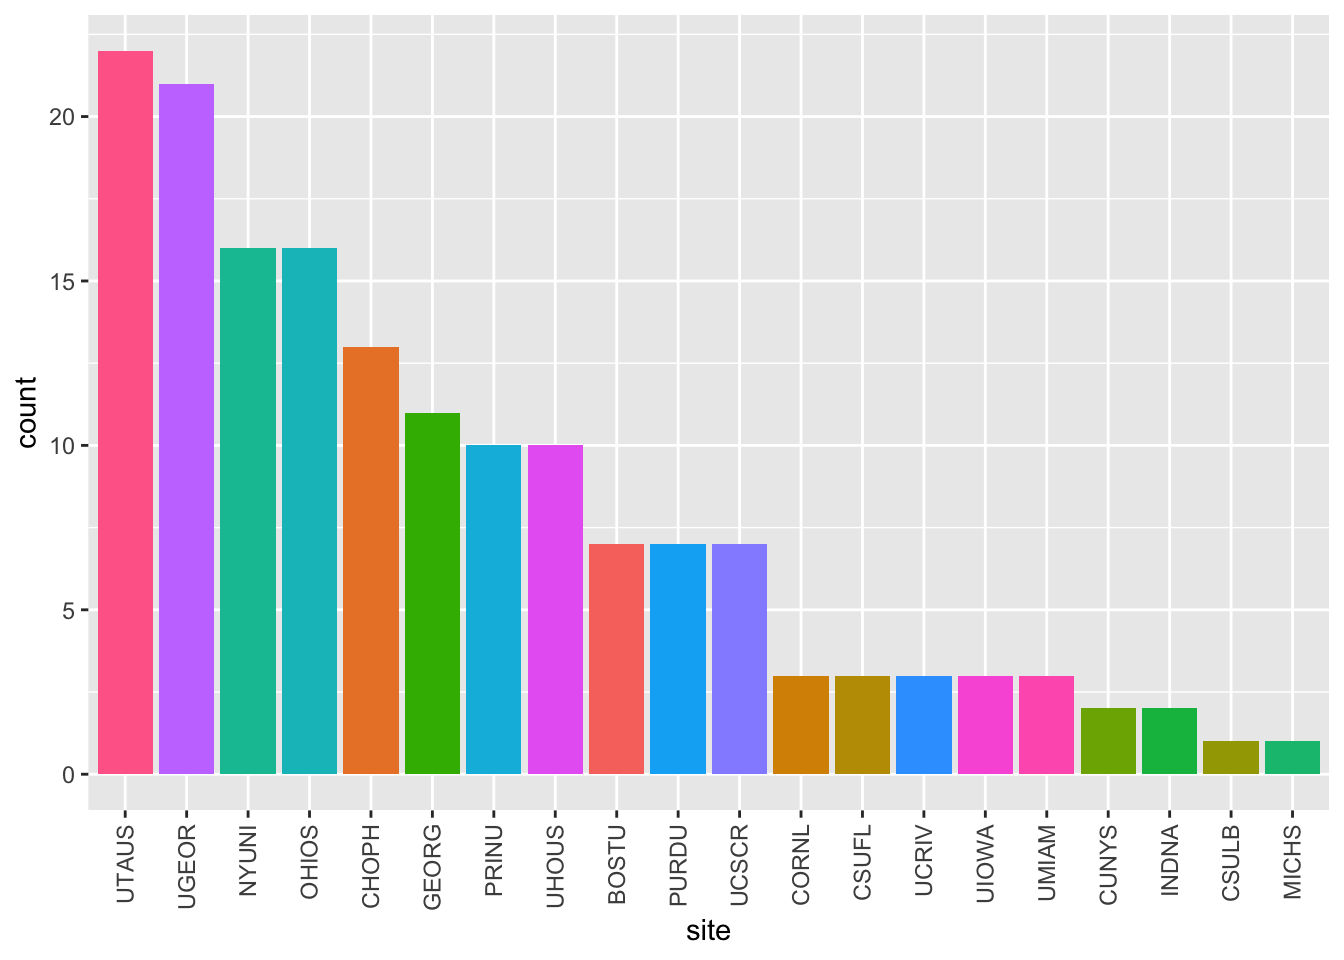 20
15
10
5
0
count
UTAUS
UGEOR
NYUNI
OHIOS
CHOPH
GEORG
PRINU
UHOUS
BOSTU
PURDU
UCSCR
CORNL
CSUFL
UCRIV
UIOWA
UMIAM
CUNYS
INDNA
CSULB
MICHS
site